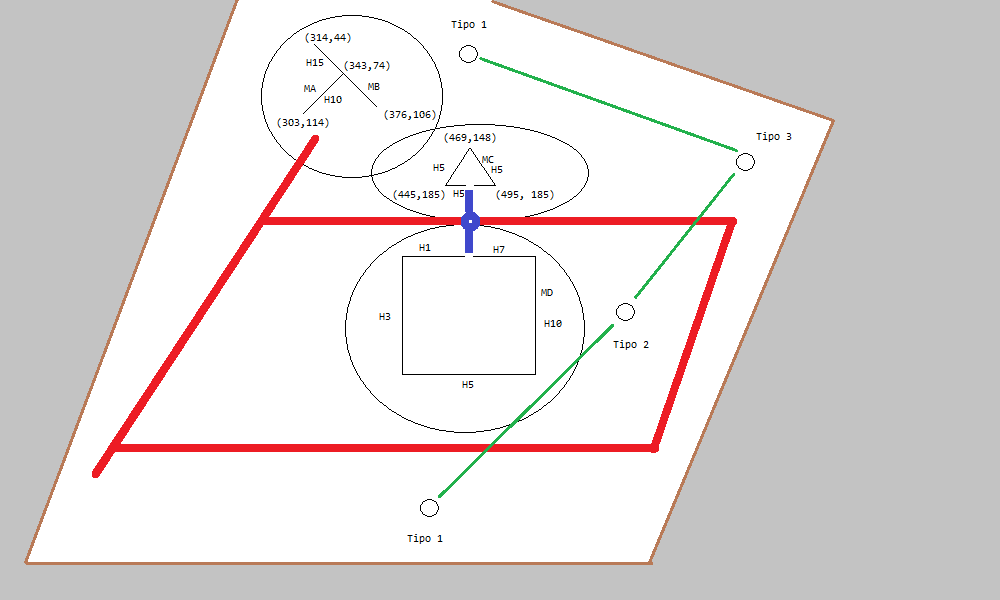 Tipo 1
(314,44)
H15
(343,74)
MA
MB
H10
(376,106)
(303,114)
Tipo 3
(469,148)
MC
H5
H5
(445,185)
H5
(495, 185)
H1
H7
MD
H3
H10
Tipo 2
H5
Tipo 1